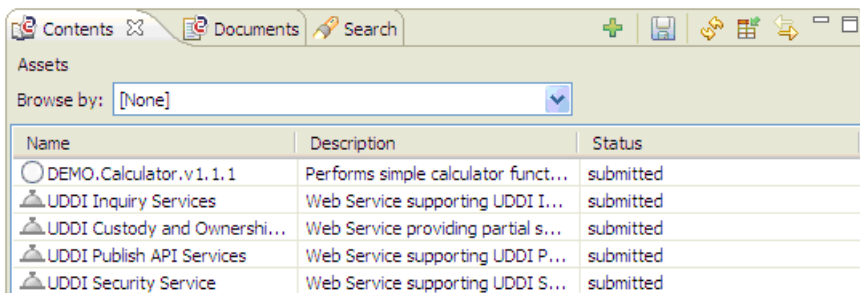 Contents Documents Search
Assets
Browse by: [None]
Name Description Status
DEMO.Calculator.v1.1.1 Performs simple calculator funct... submitted
UDDI Inquiry Services Web Service supporting UDDI I... submitted
UDDI Custody and Ownershi... Web Service providing partial s... submitted
UDDI Publish API Services Web Service supporting UDDI P... submitted
UDDI Security Service Web Service supporting UDDI S... submitted